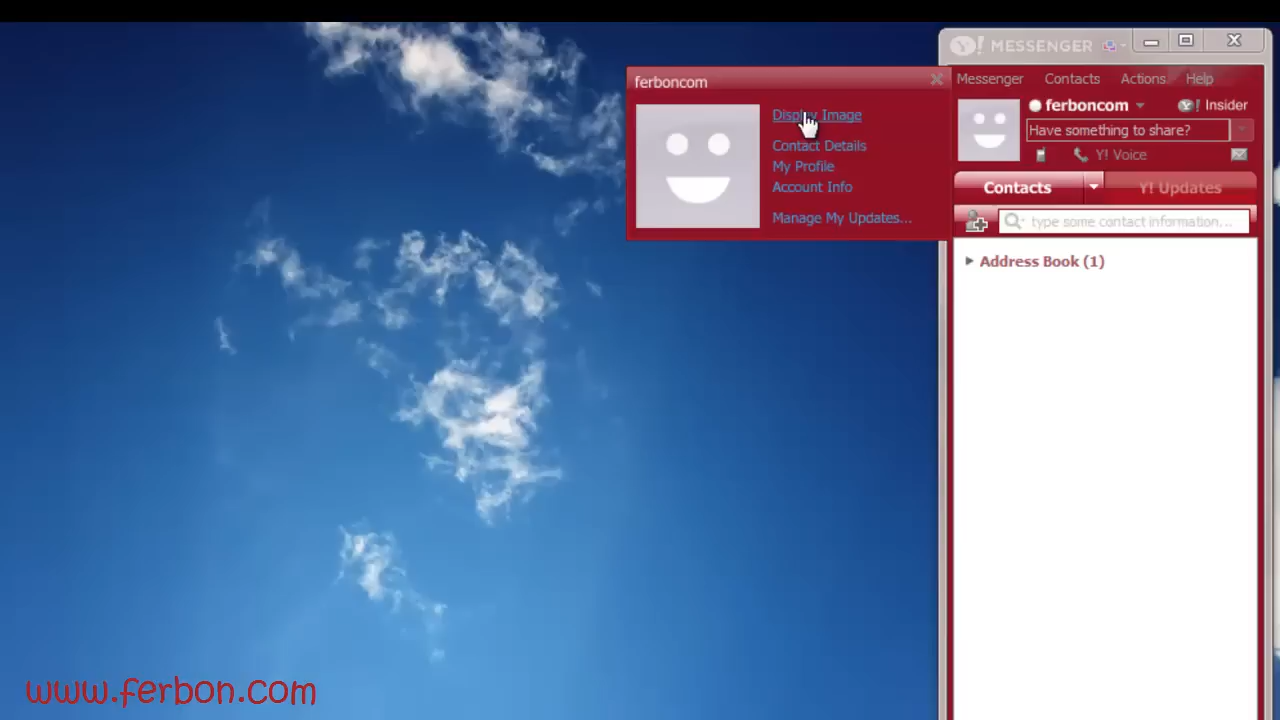 Y! MESSENGER
ferboncom
Display Image
Contact Details
My Profile
Account Info
Manage My Updates...
Messenger Contacts Actions Help
ferboncom
Y! Insider
Have something to share?
Y! Voice
Contacts
Y! Updates
type some contact information,...
Address Book (1)
www.ferbon.com